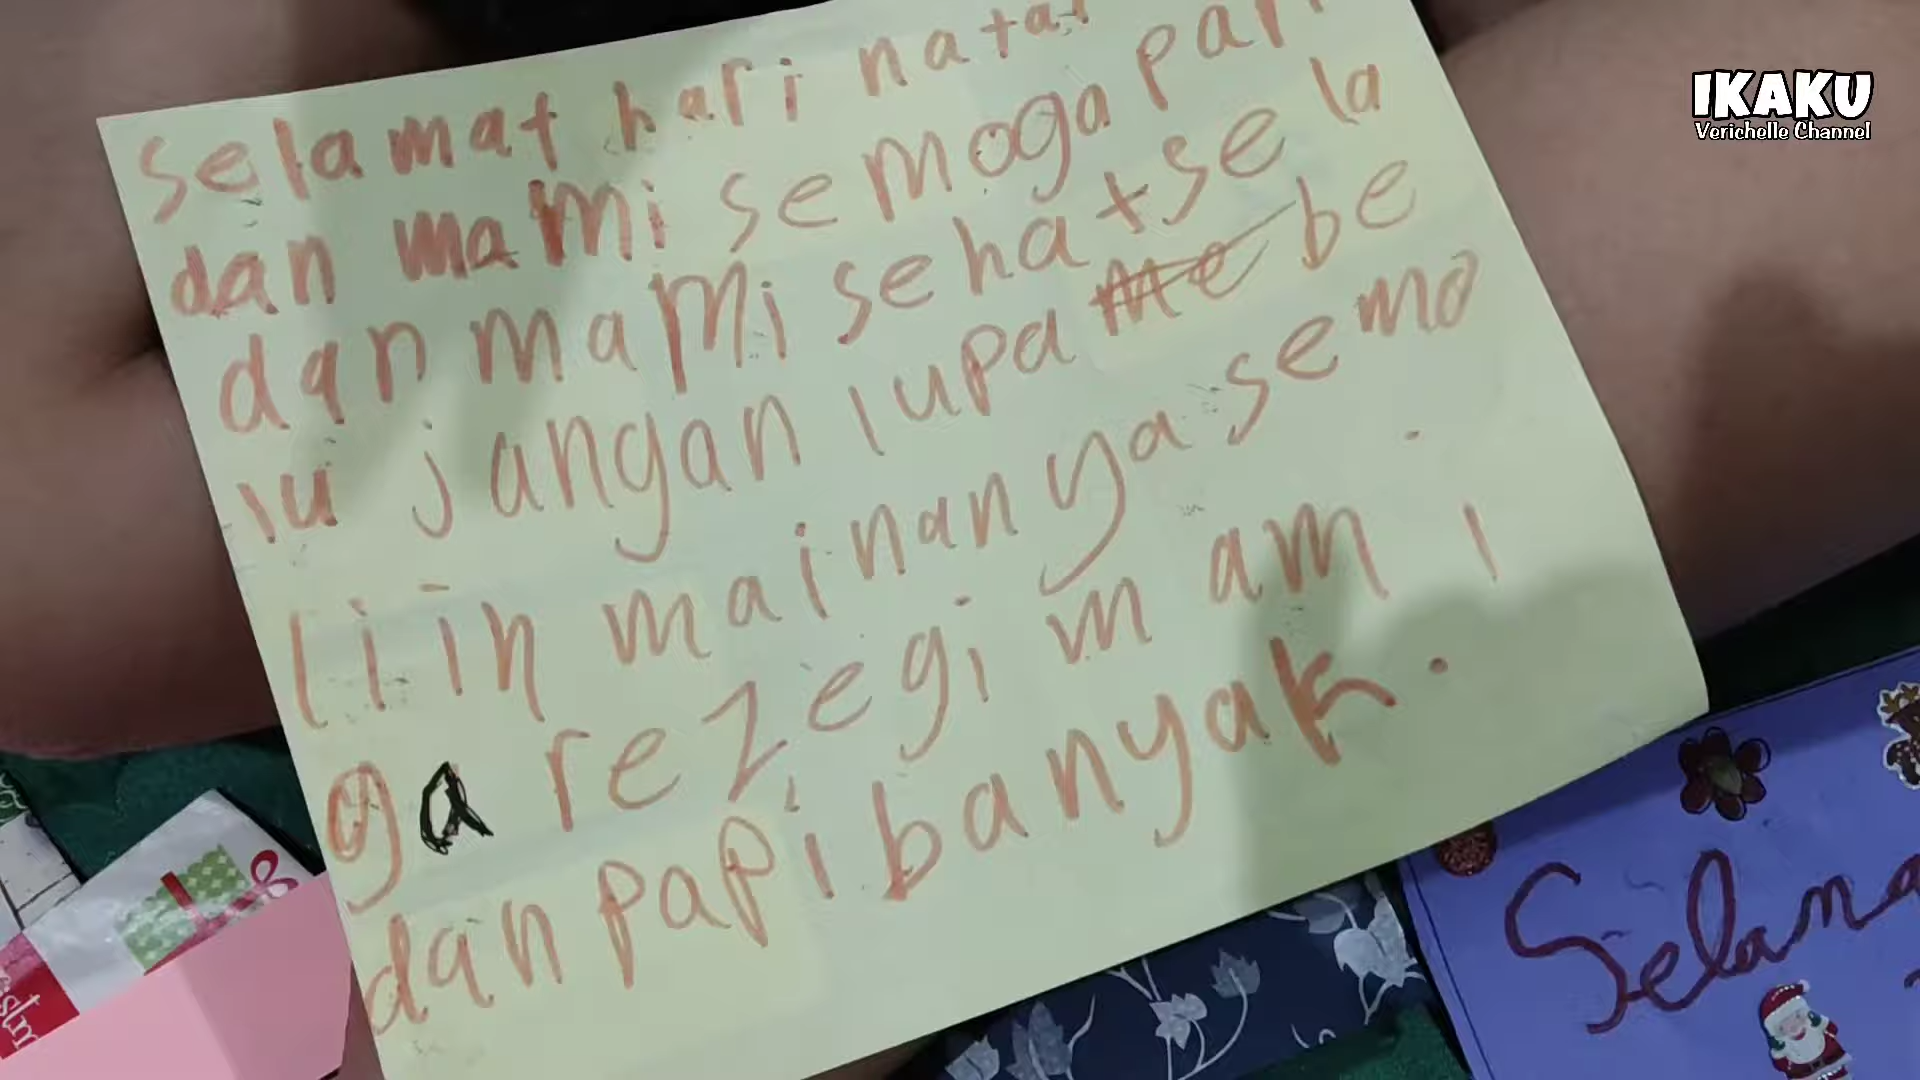 selamat hari natal
dan mami semoga papi
dan mami sehat sela
lu jangan lupa me be
liin mainanya semo
ga rezegi mami
dan papi banyak.
IKAKU
Verichelle Channel